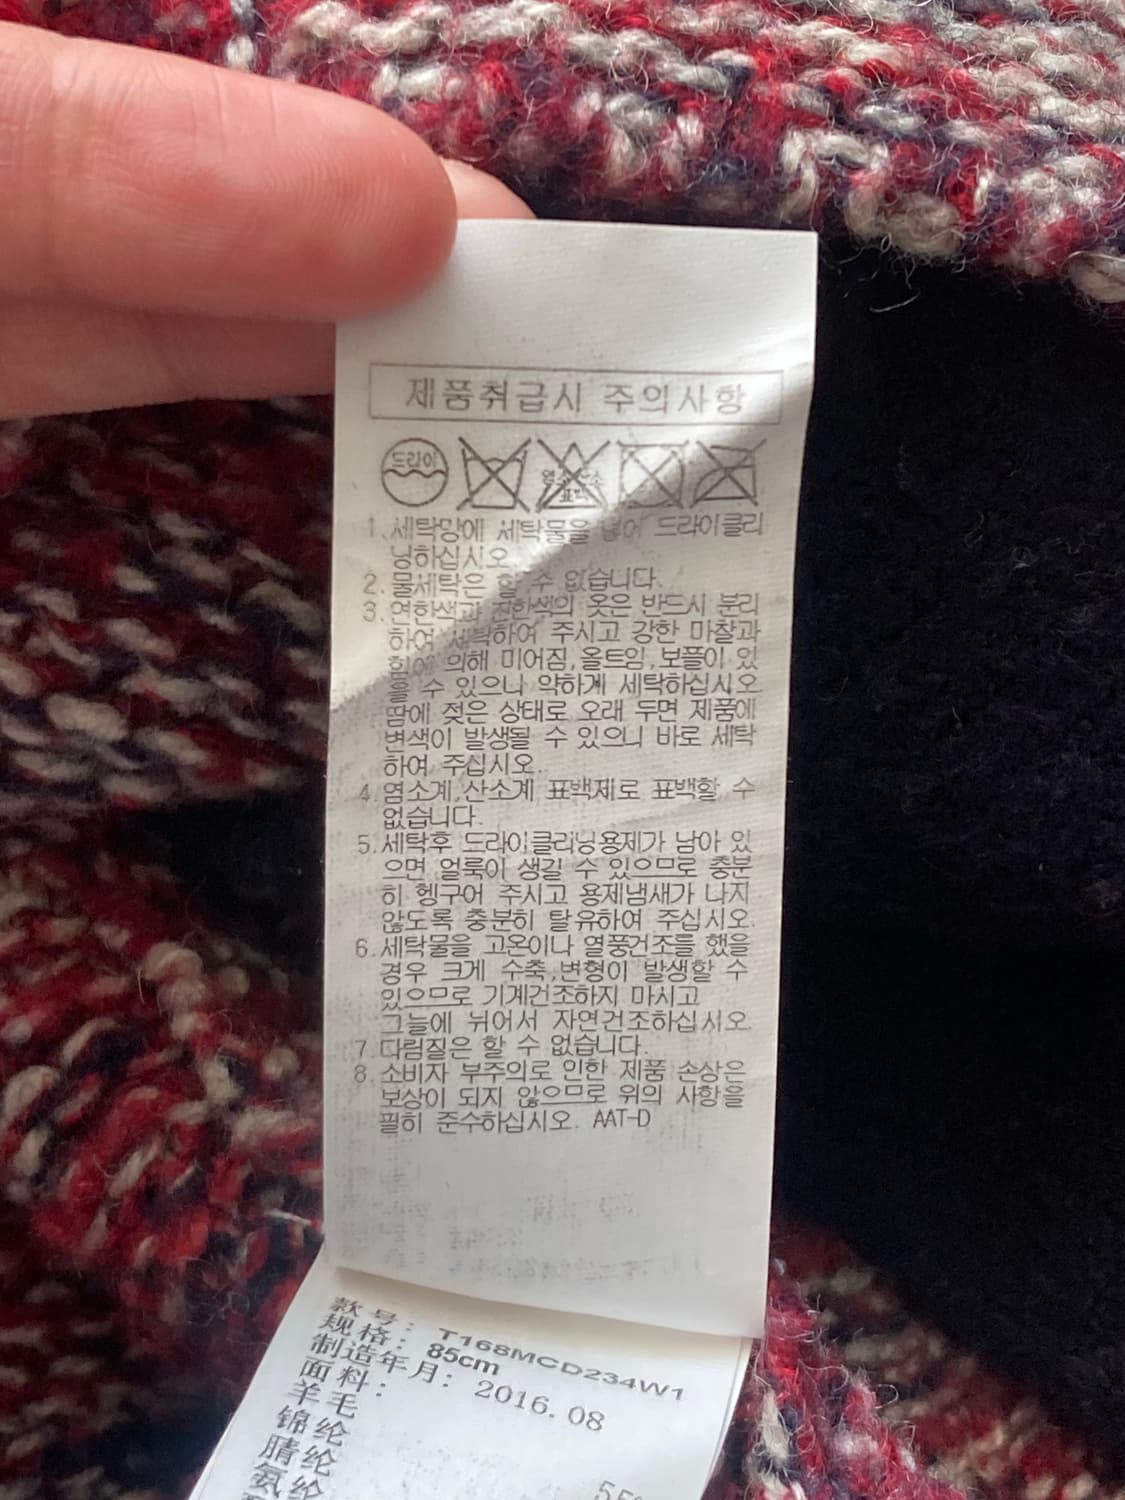 제품취급시 주의사항
드라이
염소
표백
1.세탁망에 세탁물을 넣어 드라이클리
닝하십시오
2.물세탁은 할 수 없습니다.
3.연한색과 진한색의 옷은 반드시 분리
하여 세탁하여 주시고 강한 마찰과
힘에 의해 미어짐,올트임,보풀이 있
을 수 있으니 약하게 세탁하십시오
땀에 젖은 상태로 오래 두면 제품에
변색이 발생될 수 있으니 바로 세탁
하여 주십시오.
4.염소계,산소계 표백제로 표백할 수
없습니다.
5.세탁후 드라이클리닝용제가 남아 있
으면 얼룩이 생길 수 있으므로 충분
히 헹구어 주시고 용제냄새가 나지
않도록 충분히 탈유하여 주십시오.
6.세탁물을 고온이나 열풍건조를 했을
경우 크게 수축,변형이 발생할 수
있으므로 기계건조하지 마시고
그늘에 뉘어서 자연건조하십시오.
7.다림질은 할 수 없습니다.
8.소비자 부주의로 인한 제품 손상은
보상이 되지 않으므로 위의 사항을
필히 준수하십시오. AAT-D
款号: T168MCD234W1
规格: 85cm
制造年月: 2016.08
面料:
羊毛
锦纶
腈纶
氨纶